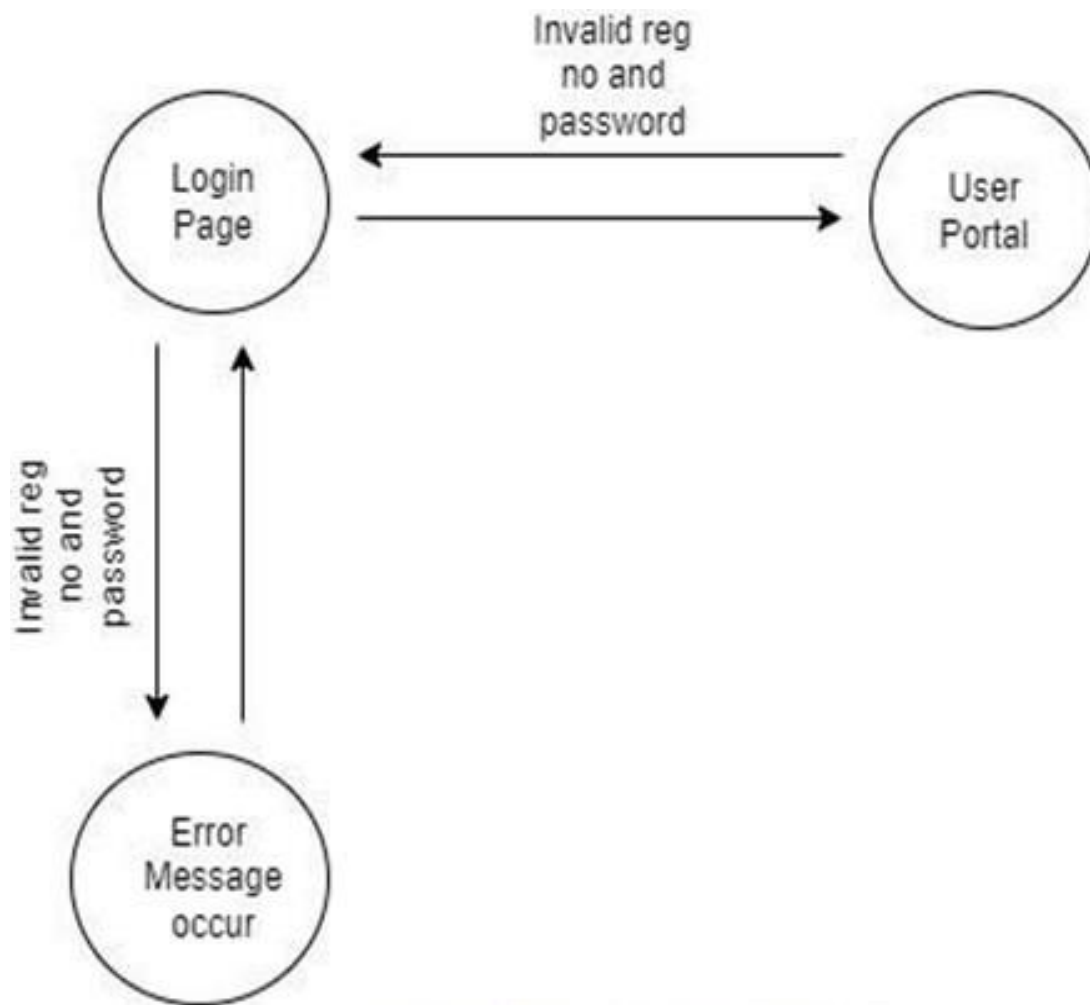 Invalid reg
no and
password
Login
Page
User
Portal
Invalid reg
no and
password
Error
Message
occur